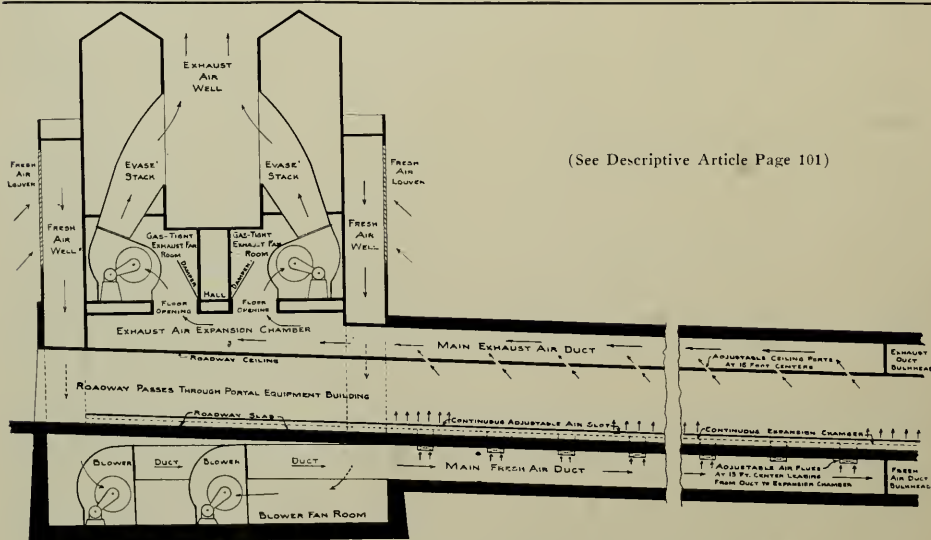 EXHAUST
AIR
WELL
(See Descriptive Article Page 101)
FRESH
AIR
LOUVER
EVASE'
STACK
EVASE'
STACK
FRESH
AIR
LOUVER
FRESH
AIR
WELL
GAS-TIGHT
EXHAUST FAN
ROOM
GAS-TIGHT
EXHAUST FAN
ROOM
FRESH
AIR
WELL
DAMPER
DAMPER
HALL
FLOOR
OPENING
FLOOR
OPENING
EXHAUST AIR EXPANSION CHAMBER
MAIN EXHAUST AIR DUCT
ADJUSTABLE CEILING PORTS
AT 15 FOOT CENTERS
EXHAUST
DUCT
BULKHEAD
ROADWAY CEILING
ROADWAY PASSES THROUGH PORTAL EQUIPMENT BUILDING
ROADWAY SLAB
CONTINUOUS ADJUSTABLE AIR SLOT
CONTINUOUS EXPANSION CHAMBER
BLOWER
DUCT
BLOWER
DUCT
MAIN FRESH AIR DUCT
ADJUSTABLE AIR FLUES
AT 15 FT. CENTER LEADING
FROM DUCT TO EXPANSION CHAMBER
FRESH
AIR DUCT
BULKHEAD
BLOWER FAN ROOM